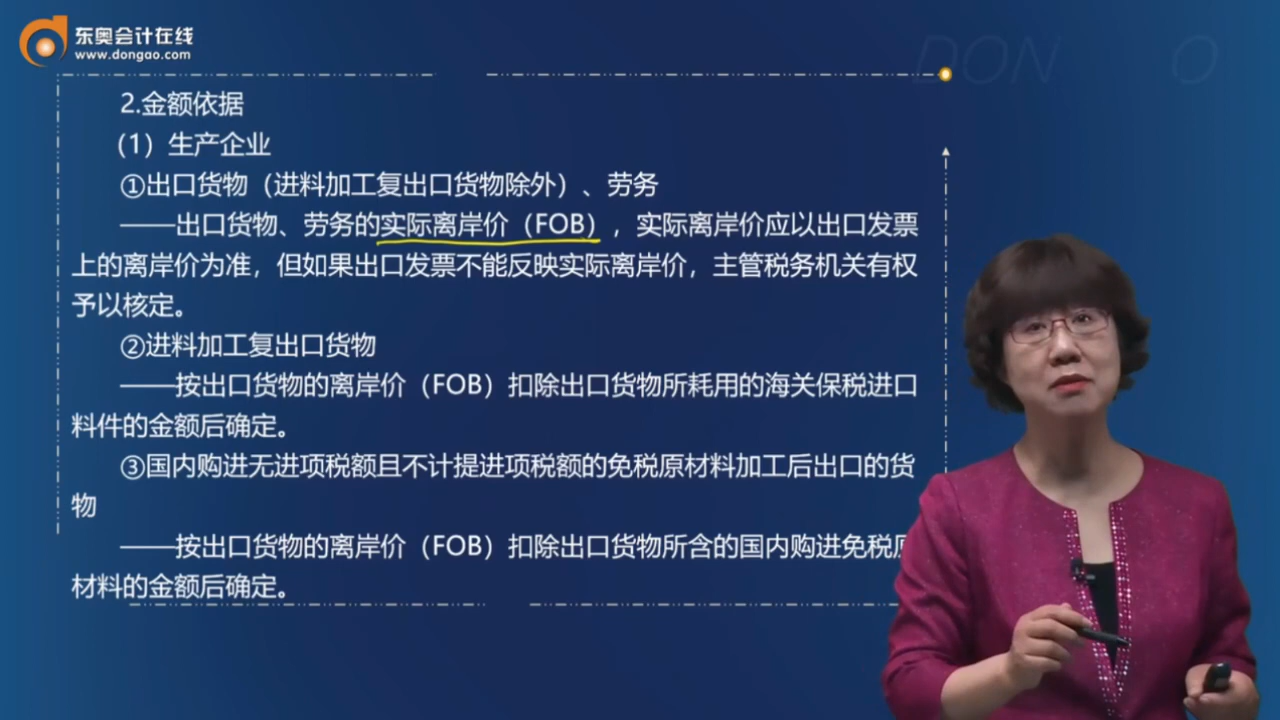 东奥会计在线
www.dongao.com
DON O
2.金额依据
（1）生产企业
①出口货物（进料加工复出口货物除外）、劳务
——出口货物、劳务的实际离岸价（FOB），实际离岸价应以出口发票
上的离岸价为准，但如果出口发票不能反映实际离岸价，主管税务机关有权
予以核定。
②进料加工复出口货物
——按出口货物的离岸价（FOB）扣除出口货物所耗用的海关保税进口
料件的金额后确定。
③国内购进无进项税额且不计提进项税额的免税原材料加工后出口的货
物
——按出口货物的离岸价（FOB）扣除出口货物所含的国内购进免税原
材料的金额后确定。